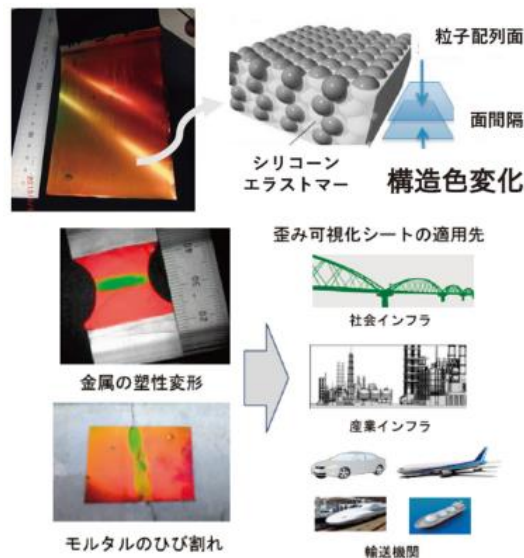 粒子配列面
面間隔
シリコーン
エラストマー
構造色変化
歪み可視化シートの適用先
社会インフラ
金属の塑性変形
産業インフラ
モルタルのひび割れ
輸送機関